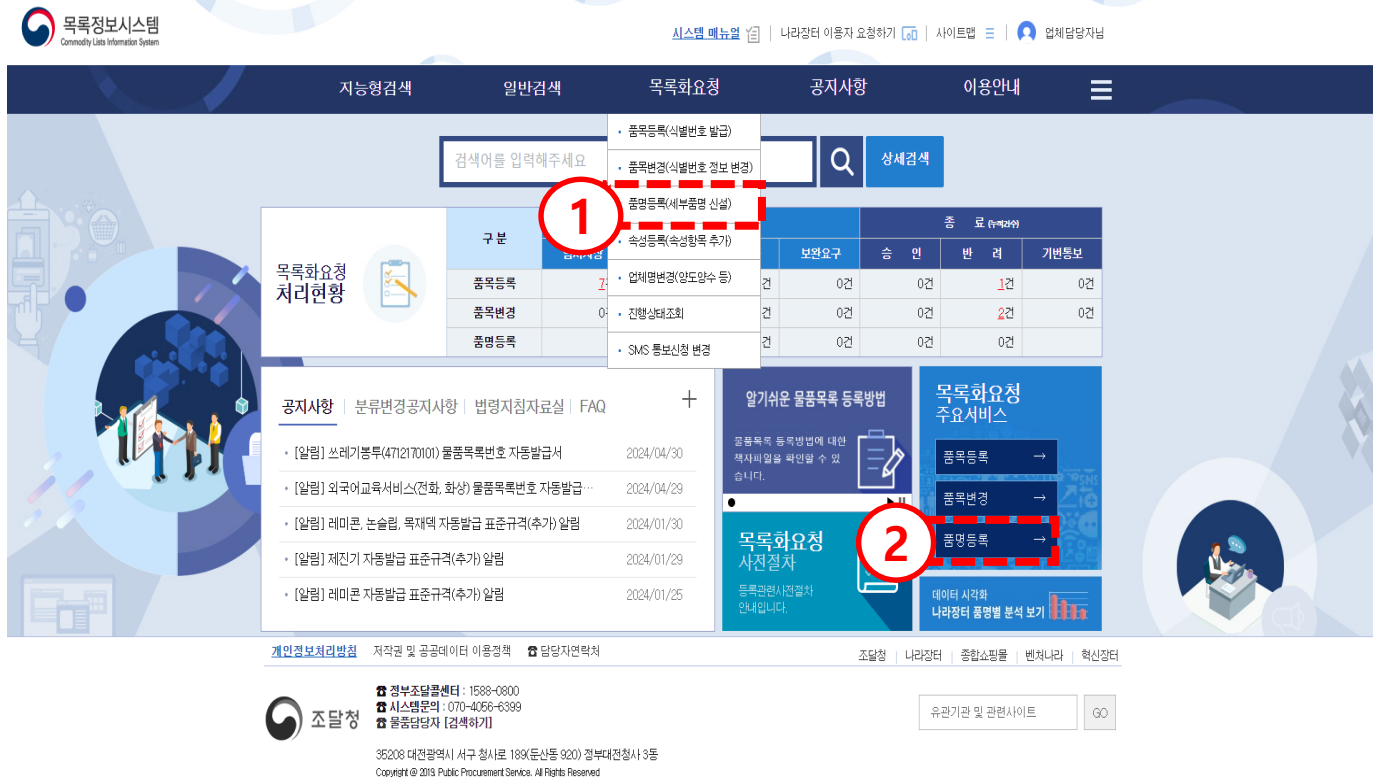 목록정보시스템
Commodity Lists Information System
시스템 매뉴얼
나라장터 이용자 요청하기
사이트맵
업체담당자님
지능형검색
일반검색
목록화요청
공지사항
이용안내
품목등록(식별번호 발급)
품목변경(식별번호 정보 변경)
품명등록(세부품명 신설)
속성등록(속성항목 추가)
업체명변경(양도양수 등)
진행상태조회
SMS 통보신청 변경
검색어를 입력해주세요
상세검색
1
목록화요청
처리현황
구 분
종 료 (누적건수)
보완요구
승 인
반 려
기번통보
품목등록 7 건 0건 0건 1건 0건
품목변경 0 건 0건 0건 2건 0건
품명등록 건 0건 0건 0건
공지사항
분류변경공지사항
법령지침자료실
FAQ
[알림] 쓰레기봉투(4712170101) 물품목록번호 자동발급서 2024/04/30
[알림] 외국어교육서비스(전화, 화상) 물품목록번호 자동발급… 2024/04/29
[알림] 레미콘, 논슬립, 목재덱 자동발급 표준규격(추가) 알림 2024/01/30
[알림] 제진기 자동발급 표준규격(추가) 알림 2024/01/29
[알림] 레미콘 자동발급 표준규격(추가) 알림 2024/01/25
알기쉬운 물품목록 등록방법
물품목록 등록방법에 대한
책자파일을 확인할 수 있
습니다.
목록화요청
사전절차
등록관련사전절차
안내입니다.
목록화요청
주요서비스
품목등록 →
품목변경 →
2
품명등록 →
데이터 시각화
나라장터 품명별 분석 보기
개인정보처리방침
저작권 및 공공데이터 이용정책
☎ 담당자연락처
조달청 | 나라장터 | 종합쇼핑몰 | 벤처나라 | 혁신장터
조달청
☎ 정부조달콜센터 : 1588-0800
☎ 시스템문의 : 070-4056-6399
☎ 물품담당자 [검색하기]
유관기관 및 관련사이트
GO
35208 대전광역시 서구 청사로 189(둔산동 920) 정부대전청사 3동
Copyright @ 2019. Public Procurement Service. All Rights Reserved